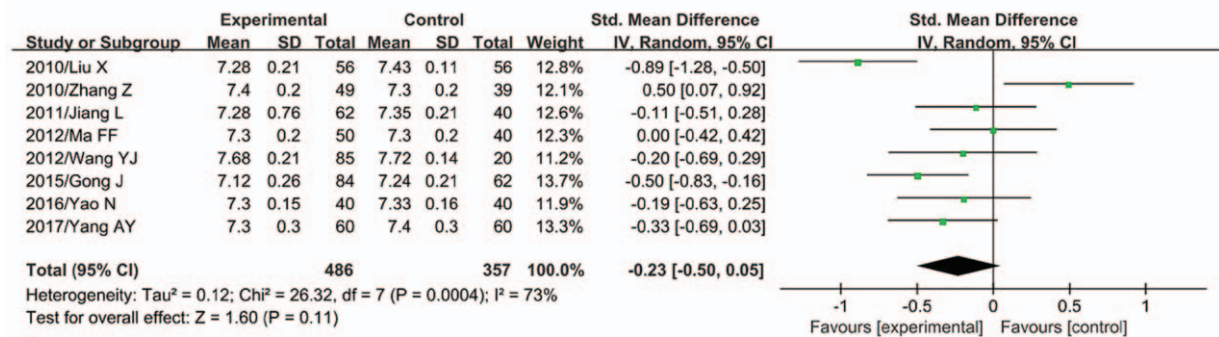 Experimental Control Std. Mean Difference Std. Mean Difference
Study or Subgroup Mean SD Total Mean SD Total Weight IV, Random, 95% CI IV, Random, 95% CI
2010/Liu X 7.28 0.21 56 7.43 0.11 56 12.8% -0.89 [-1.28, -0.50]
2010/Zhang Z 7.4 0.2 49 7.3 0.2 39 12.1% 0.50 [0.07, 0.92]
2011/Jiang L 7.28 0.76 62 7.35 0.21 40 12.6% -0.11 [-0.51, 0.28]
2012/Ma FF 7.3 0.2 50 7.3 0.2 40 12.3% 0.00 [-0.42, 0.42]
2012/Wang YJ 7.68 0.21 85 7.72 0.14 20 11.2% -0.20 [-0.69, 0.29]
2015/Gong J 7.12 0.26 84 7.24 0.21 62 13.7% -0.50 [-0.83, -0.16]
2016/Yao N 7.3 0.15 40 7.33 0.16 40 11.9% -0.19 [-0.63, 0.25]
2017/Yang AY 7.3 0.3 60 7.4 0.3 60 13.3% -0.33 [-0.69, 0.03]
Total (95% CI) 486 357 100.0% -0.23 [-0.50, 0.05]
Heterogeneity: Tau² = 0.12; Chi² = 26.32, df = 7 (P = 0.0004); I² = 73%
Test for overall effect: Z = 1.60 (P = 0.11)
-1 -0.5 0 0.5 1
Favours [experimental] Favours [control]